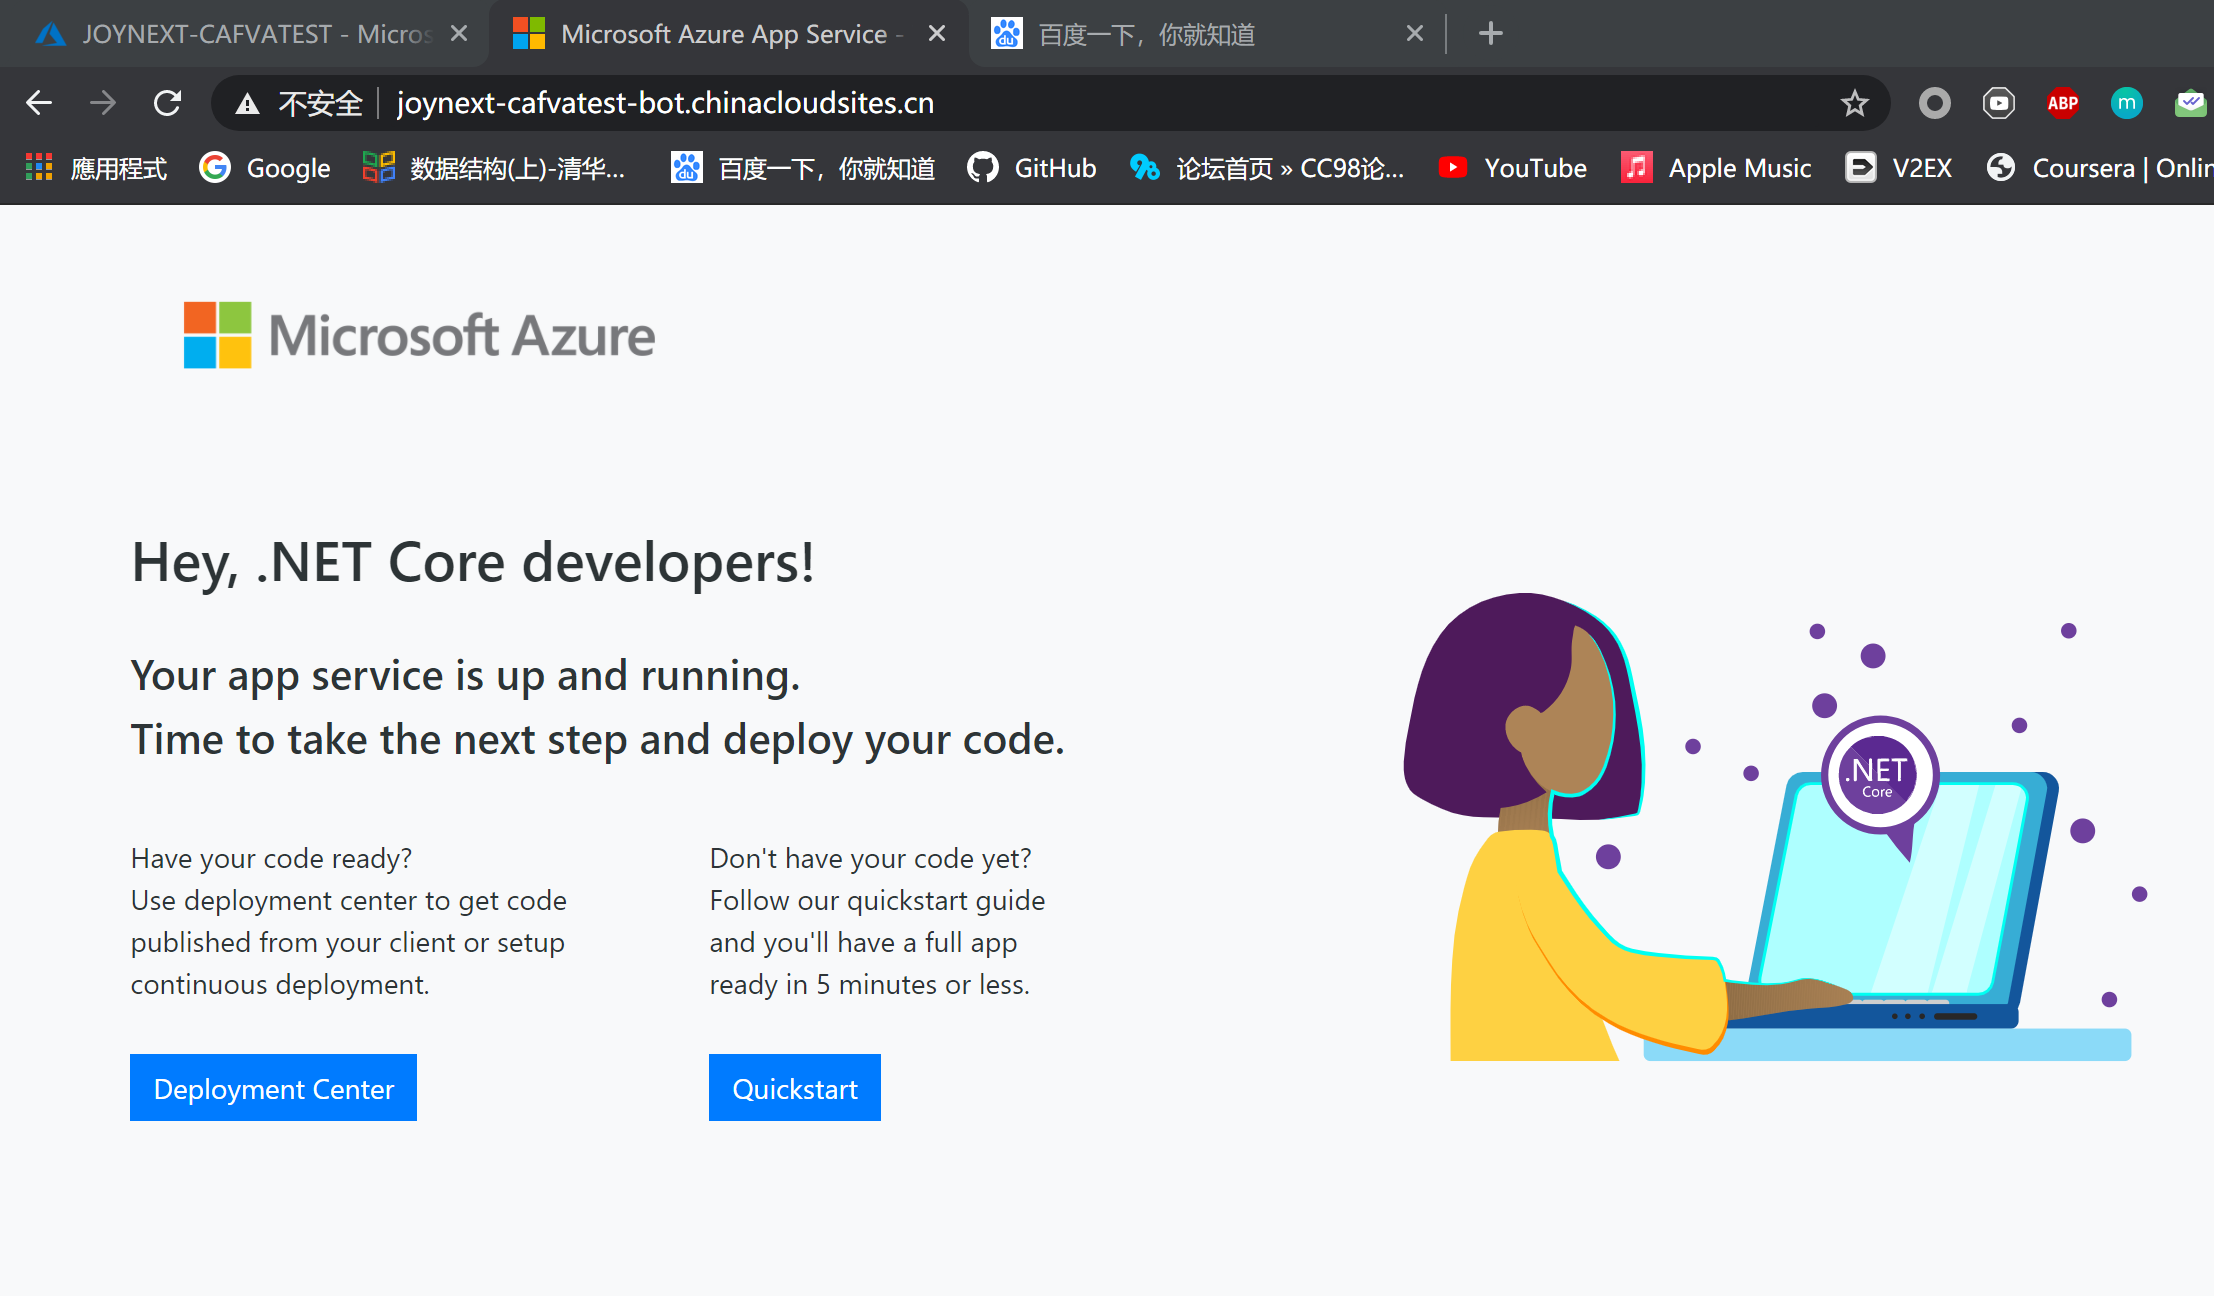 JOYNEXT-CAFVATEST - Micros
Microsoft Azure App Service -
百度一下，你就知道
不安全
joynext-cafvatest-bot.chinacloudsites.cn
ABP
m
應用程式
Google
数据结构(上)-清华...
百度一下，你就知道
GitHub
论坛首页 » CC98论...
YouTube
Apple Music
V2EX
Coursera | Onlin
Microsoft Azure
Hey, .NET Core developers!
Your app service is up and running.
Time to take the next step and deploy your code.
Have your code ready?
Use deployment center to get code
published from your client or setup
continuous deployment.
Deployment Center
Don't have your code yet?
Follow our quickstart guide
and you'll have a full app
ready in 5 minutes or less.
Quickstart
.NET
Core